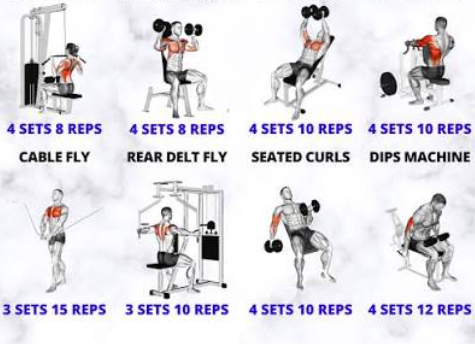 4 SETS 8 REPS 4 SETS 8 REPS 4 SETS 10 REPS 4 SETS 10 REPS
CABLE FLY REAR DELT FLY SEATED CURLS DIPS MACHINE
3 SETS 15 REPS 3 SETS 10 REPS 4 SETS 10 REPS 4 SETS 12 REPS